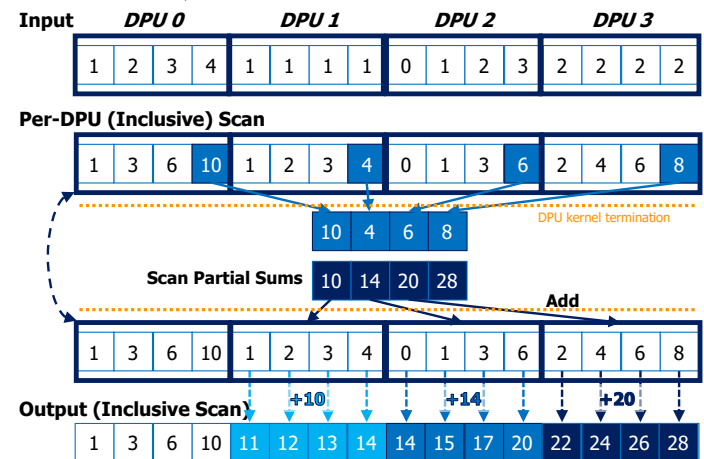 Input DPU 0 DPU 1 DPU 2 DPU 3
1 2 3 4 1 1 1 1 0 1 2 3 2 2 2 2
Per-DPU (Inclusive) Scan
1 3 6 10 1 2 3 4 0 1 3 6 2 4 6 8
DPU kernel termination
10 4 6 8
Scan Partial Sums 10 14 20 28
Add
1 3 6 10 1 2 3 4 0 1 3 6 2 4 6 8
+10 +14 +20
Output (Inclusive Scan)
1 3 6 10 11 12 13 14 14 15 17 20 22 24 26 28